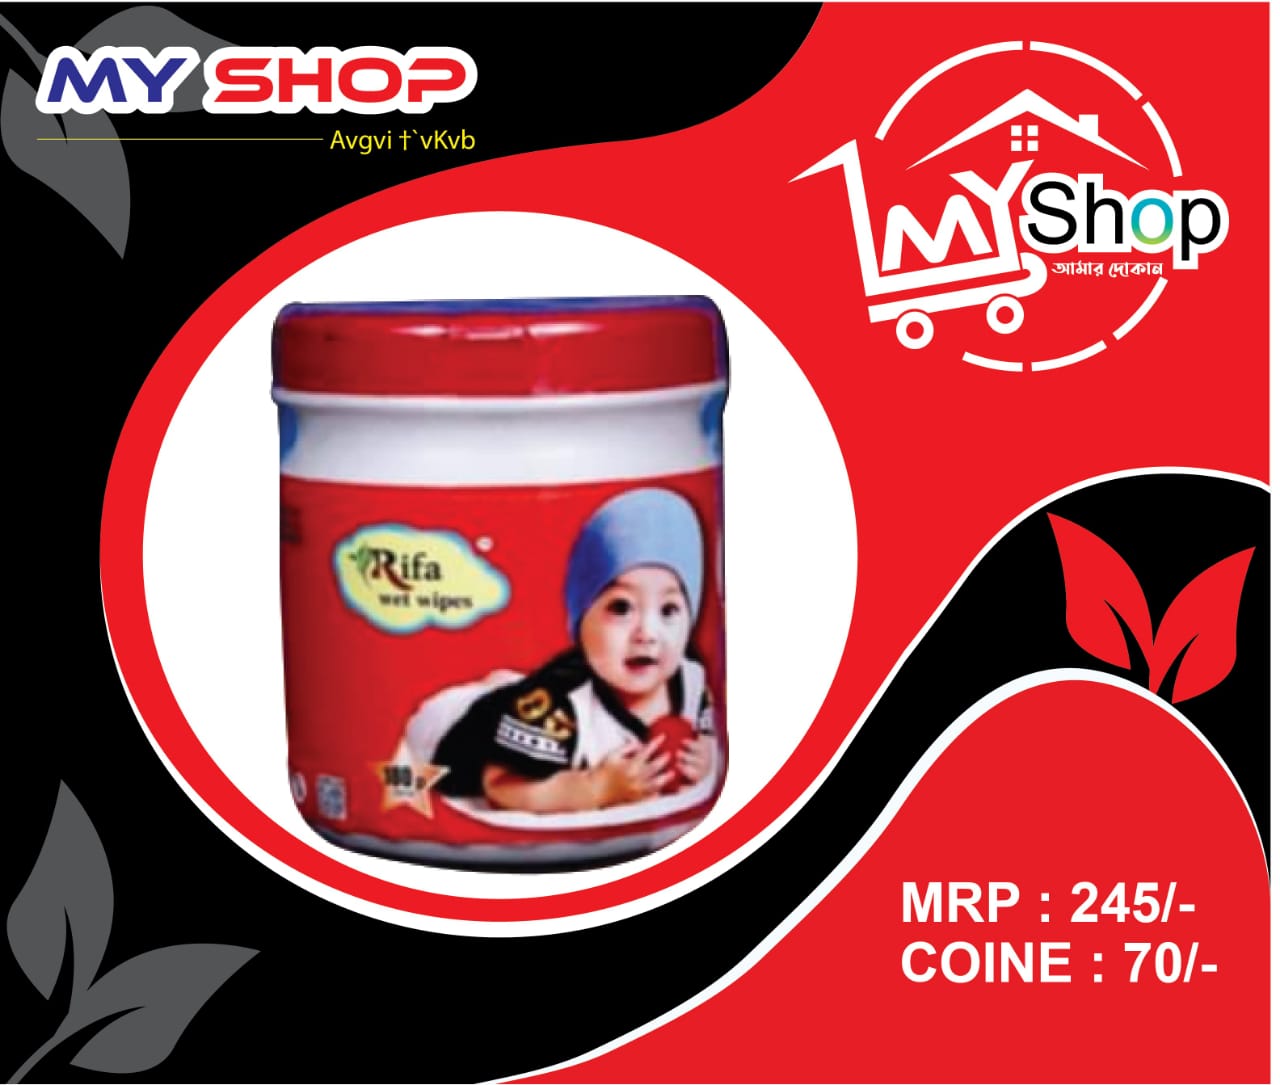 MY SHOP
Avgvi †`vKvb
MY Shop
আমার দোকান
Rifa
wet wipes
MRP : 245/-
COINE : 70/-